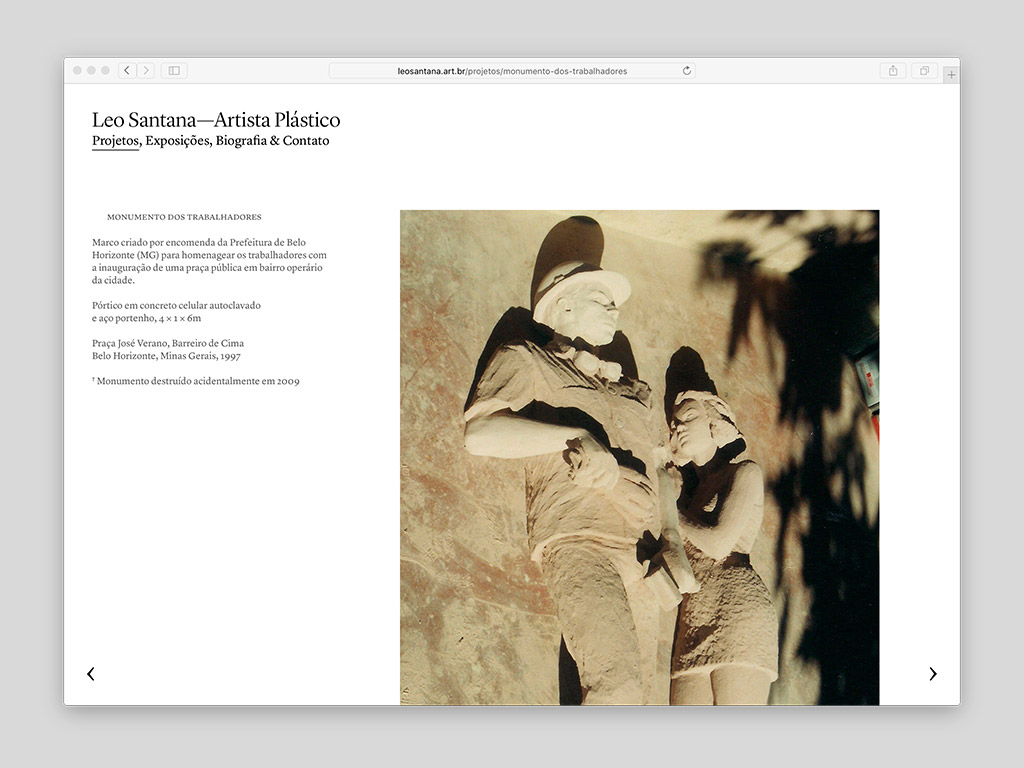 leosantana.art.br/projetos/monumento-dos-trabalhadores
Leo Santana—Artista Plástico
Projetos, Exposições, Biografia & Contato
MONUMENTO DOS TRABALHADORES
Marco criado por encomenda da Prefeitura de Belo
Horizonte (MG) para homenagear os trabalhadores com
a inauguração de uma praça pública em bairro operário
da cidade.
Pórtico em concreto celular autoclavado
e aço portenho, 4 × 1 × 6m
Praça José Verano, Barreiro de Cima
Belo Horizonte, Minas Gerais, 1997
† Monumento destruído acidentalmente em 2009